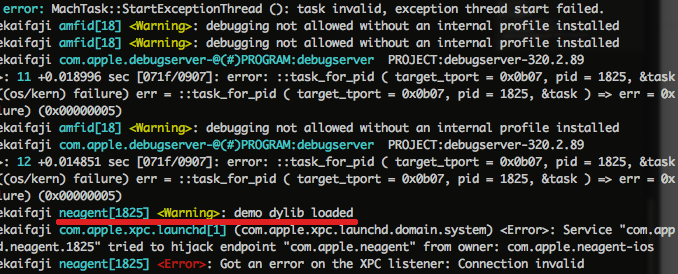 error: MachTask::StartExceptionThread (): task invalid, exception thread start failed.
ekaifaji amfid[18] <Warning>: debugging not allowed without an internal profile installed
ekaifaji amfid[18] <Warning>: debugging not allowed without an internal profile installed
ekaifaji com.apple.debugserver-@(#)PROGRAM:debugserver  PROJECT:debugserver-320.2.89
>: 11 +0.018996 sec [071f/0907]: error: ::task_for_pid ( target_tport = 0x0b07, pid = 1825, &task
((os/kern) failure) err = ::task_for_pid ( target_tport = 0x0b07, pid = 1825, &task ) => err = 0x
lure) (0x00000005)
ekaifaji amfid[18] <Warning>: debugging not allowed without an internal profile installed
ekaifaji com.apple.debugserver-@(#)PROGRAM:debugserver  PROJECT:debugserver-320.2.89
>: 12 +0.014851 sec [071f/0907]: error: ::task_for_pid ( target_tport = 0x0b07, pid = 1825, &task
((os/kern) failure) err = ::task_for_pid ( target_tport = 0x0b07, pid = 1825, &task ) => err = 0x
lure) (0x00000005)
ekaifaji neagent[1825] <Warning>: demo dylib loaded
ekaifaji com.apple.xpc.launchd[1] (com.apple.xpc.launchd.domain.system) <Error>: Service "com.app
d.neagent.1825" tried to hijack endpoint "com.apple.neagent" from owner: com.apple.neagent-ios
ekaifaji neagent[1825] <Error>: Got an error on the XPC listener: Connection invalid